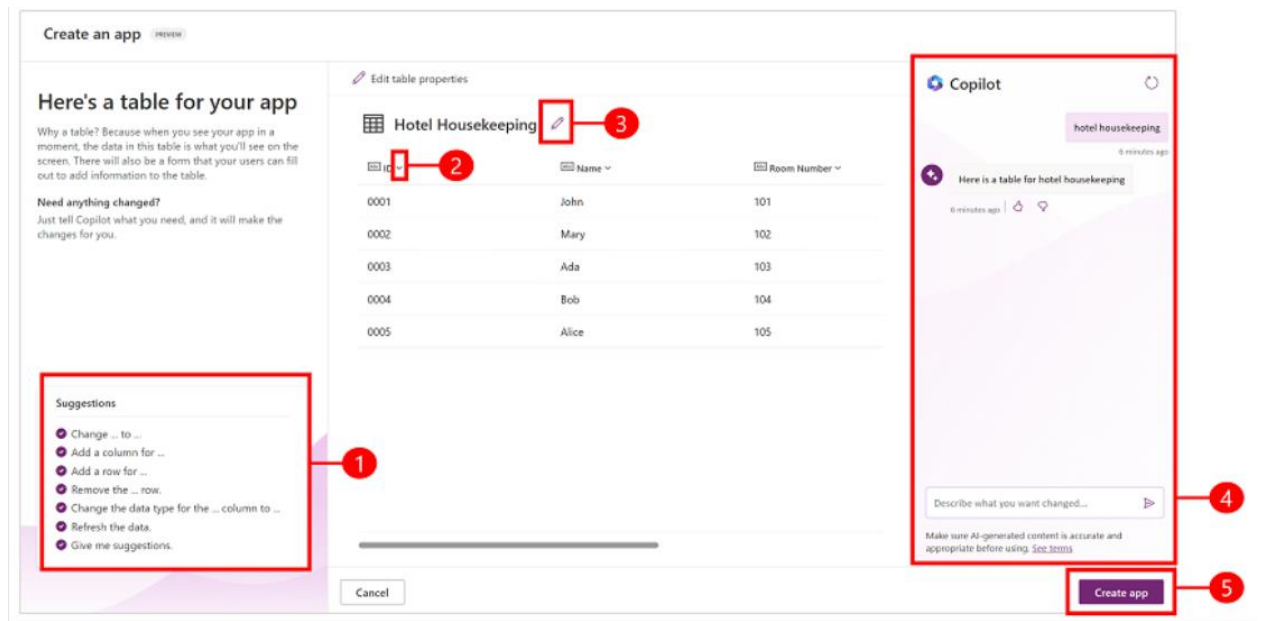 Create an app PREVIEW
Here's a table for your app
Why a table? Because when you see your app in a
moment, the data in this table is what you'll see on the
screen. There will also be a form that your users can fill
out to add information to the table.
Need anything changed?
Just tell Copilot what you need, and it will make the
changes for you.
Suggestions
Change ... to ...
Add a column for ...
Add a row for ...
Remove the ... row.
Change the data type for the ... column to ...
Refresh the data.
Give me suggestions.
1
Edit table properties
Hotel Housekeeping
3
ID
2
Name
Room Number
0001 John 101
0002 Mary 102
0003 Ada 103
0004 Bob 104
0005 Alice 105
Cancel
Copilot
hotel housekeeping
6 minutes ago
Here is a table for hotel housekeeping
6 minutes ago
Describe what you want changed...
4
Make sure AI-generated content is accurate and
appropriate before using. See terms
Create app
5